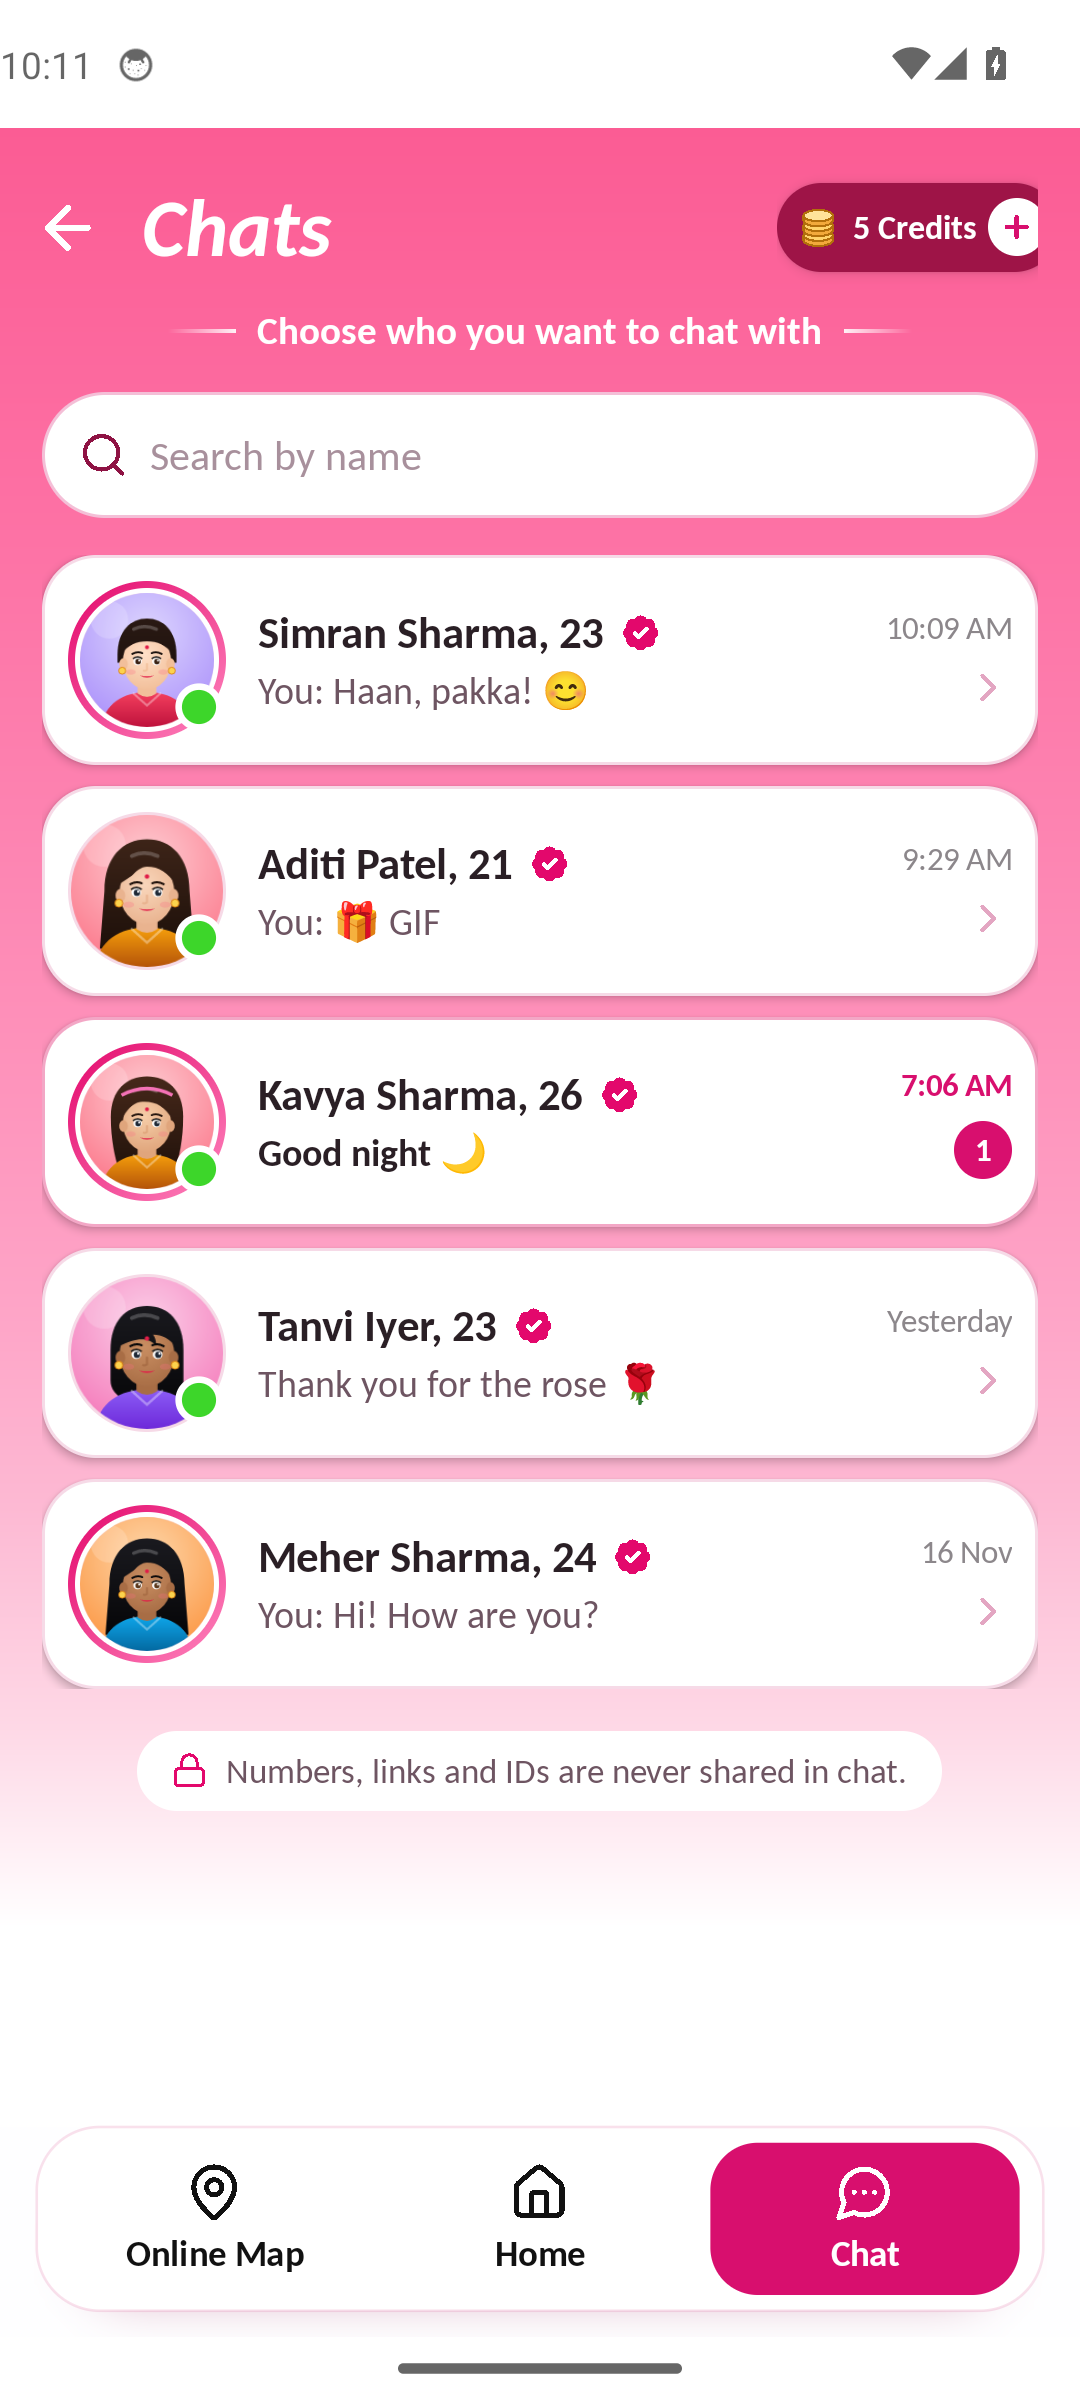 10:11
Chats
5 Credits
Choose who you want to chat with
Search by name
Simran Sharma, 23
10:09 AM
You: Haan, pakka! 😊
Aditi Patel, 21
9:29 AM
You: 🎁 GIF
Kavya Sharma, 26
7:06 AM
Good night 🌙
1
Tanvi Iyer, 23
Yesterday
Thank you for the rose 🌹
Meher Sharma, 24
16 Nov
You: Hi! How are you?
Numbers, links and IDs are never shared in chat.
Online Map
Home
Chat